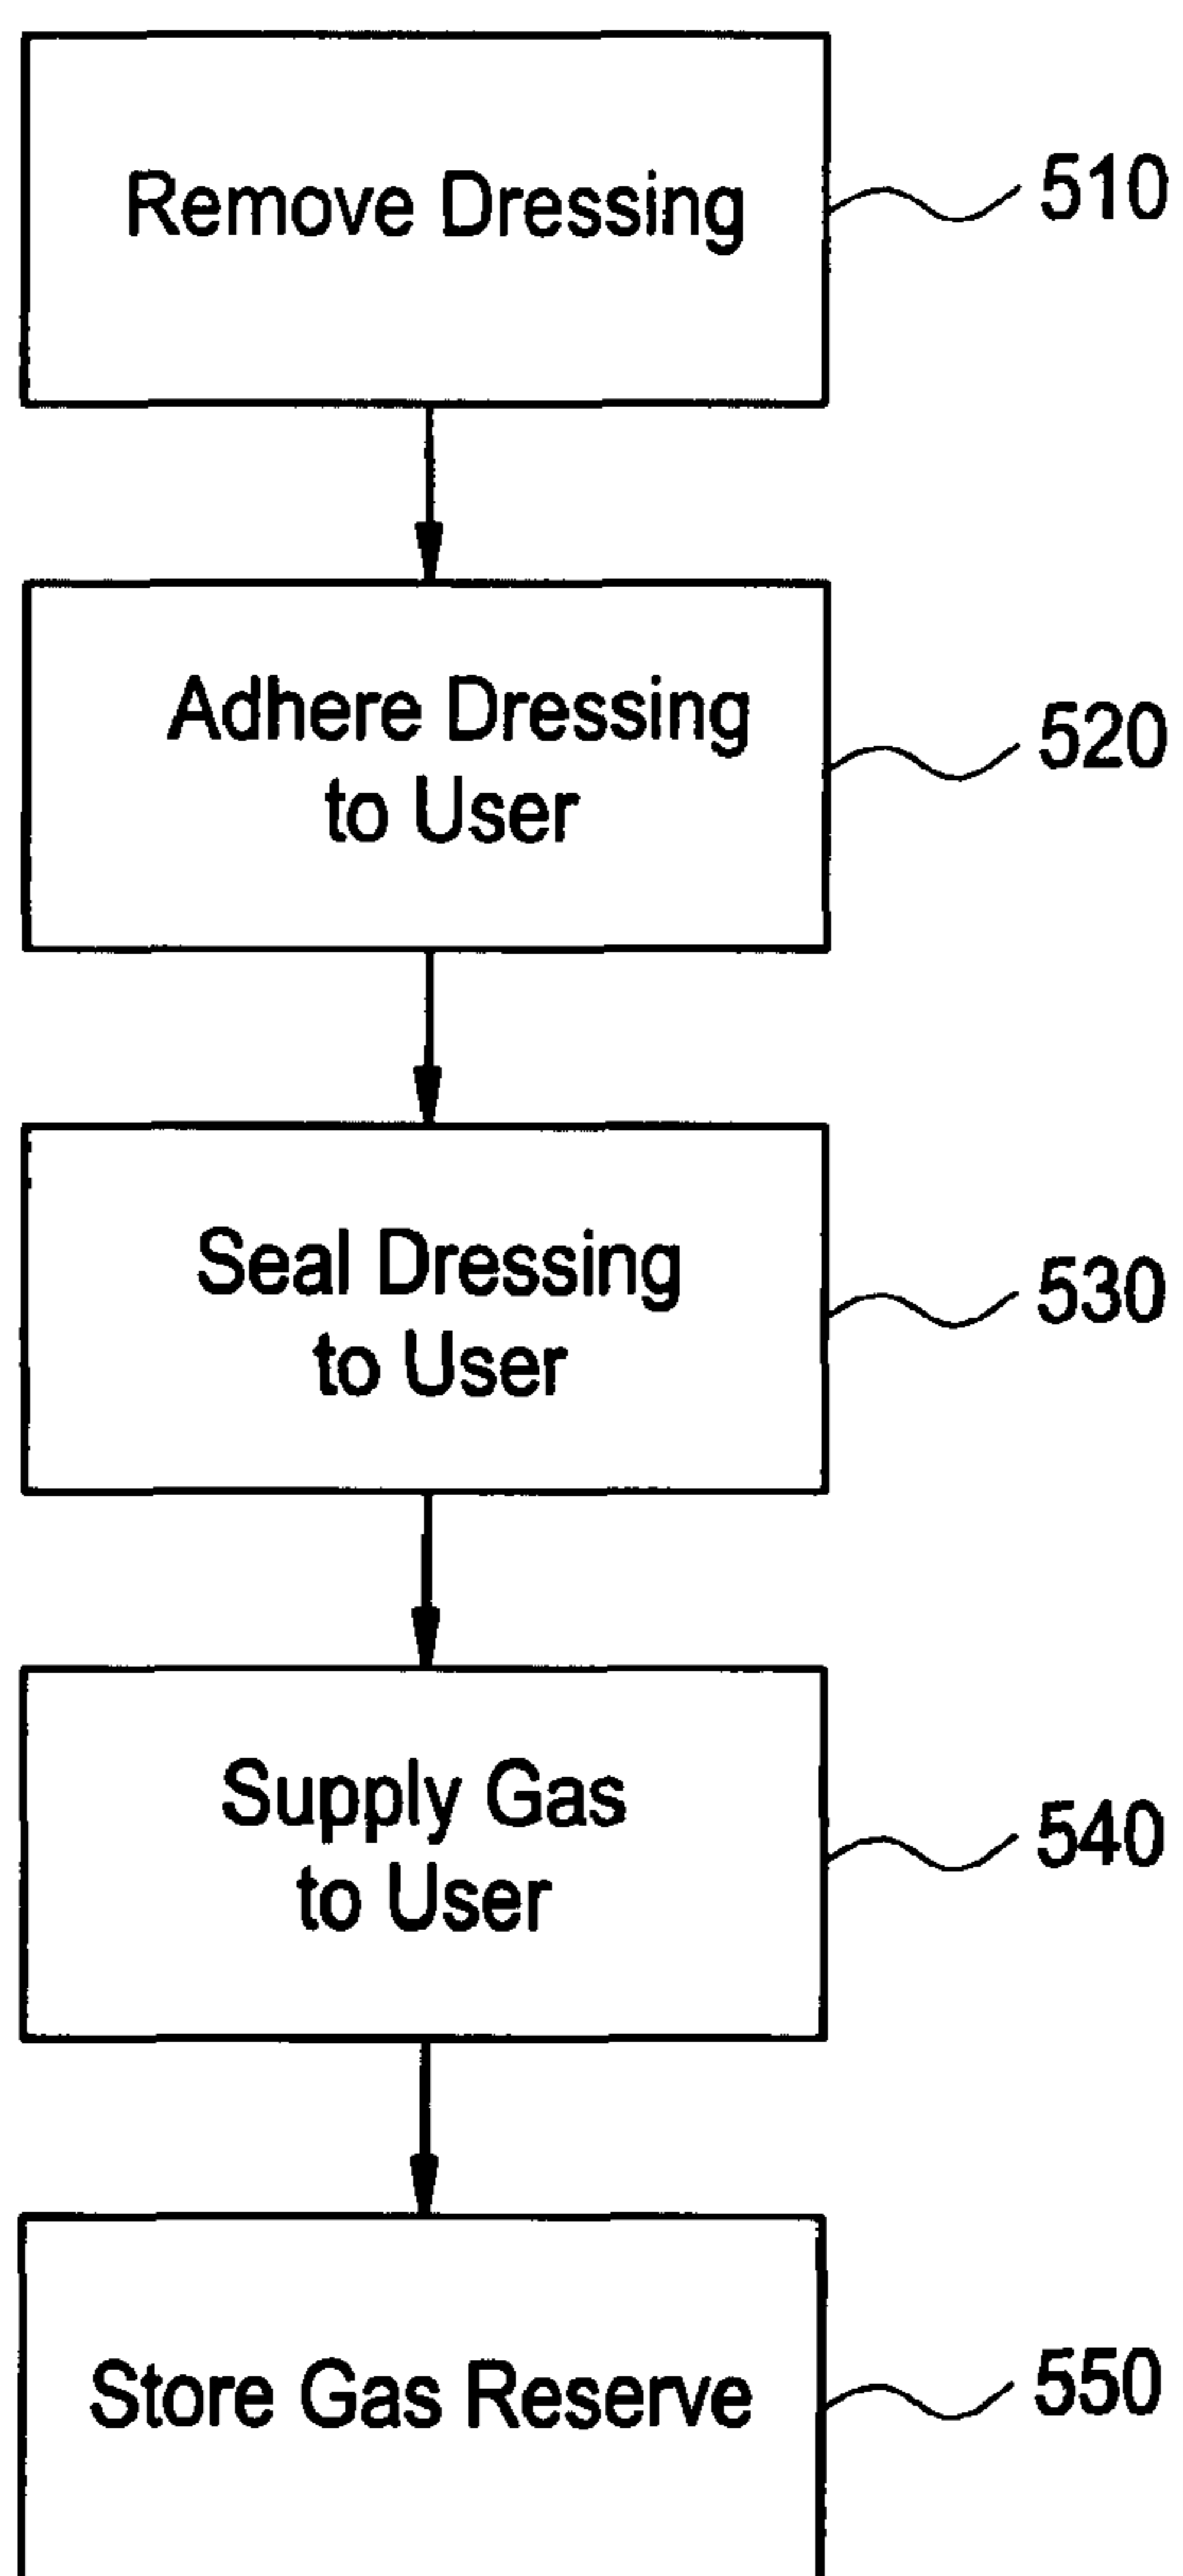 Remove Dressing
510
Adhere Dressing
to User
520
Seal Dressing
to User
530
Supply Gas
to User
540
Store Gas Reserve
550